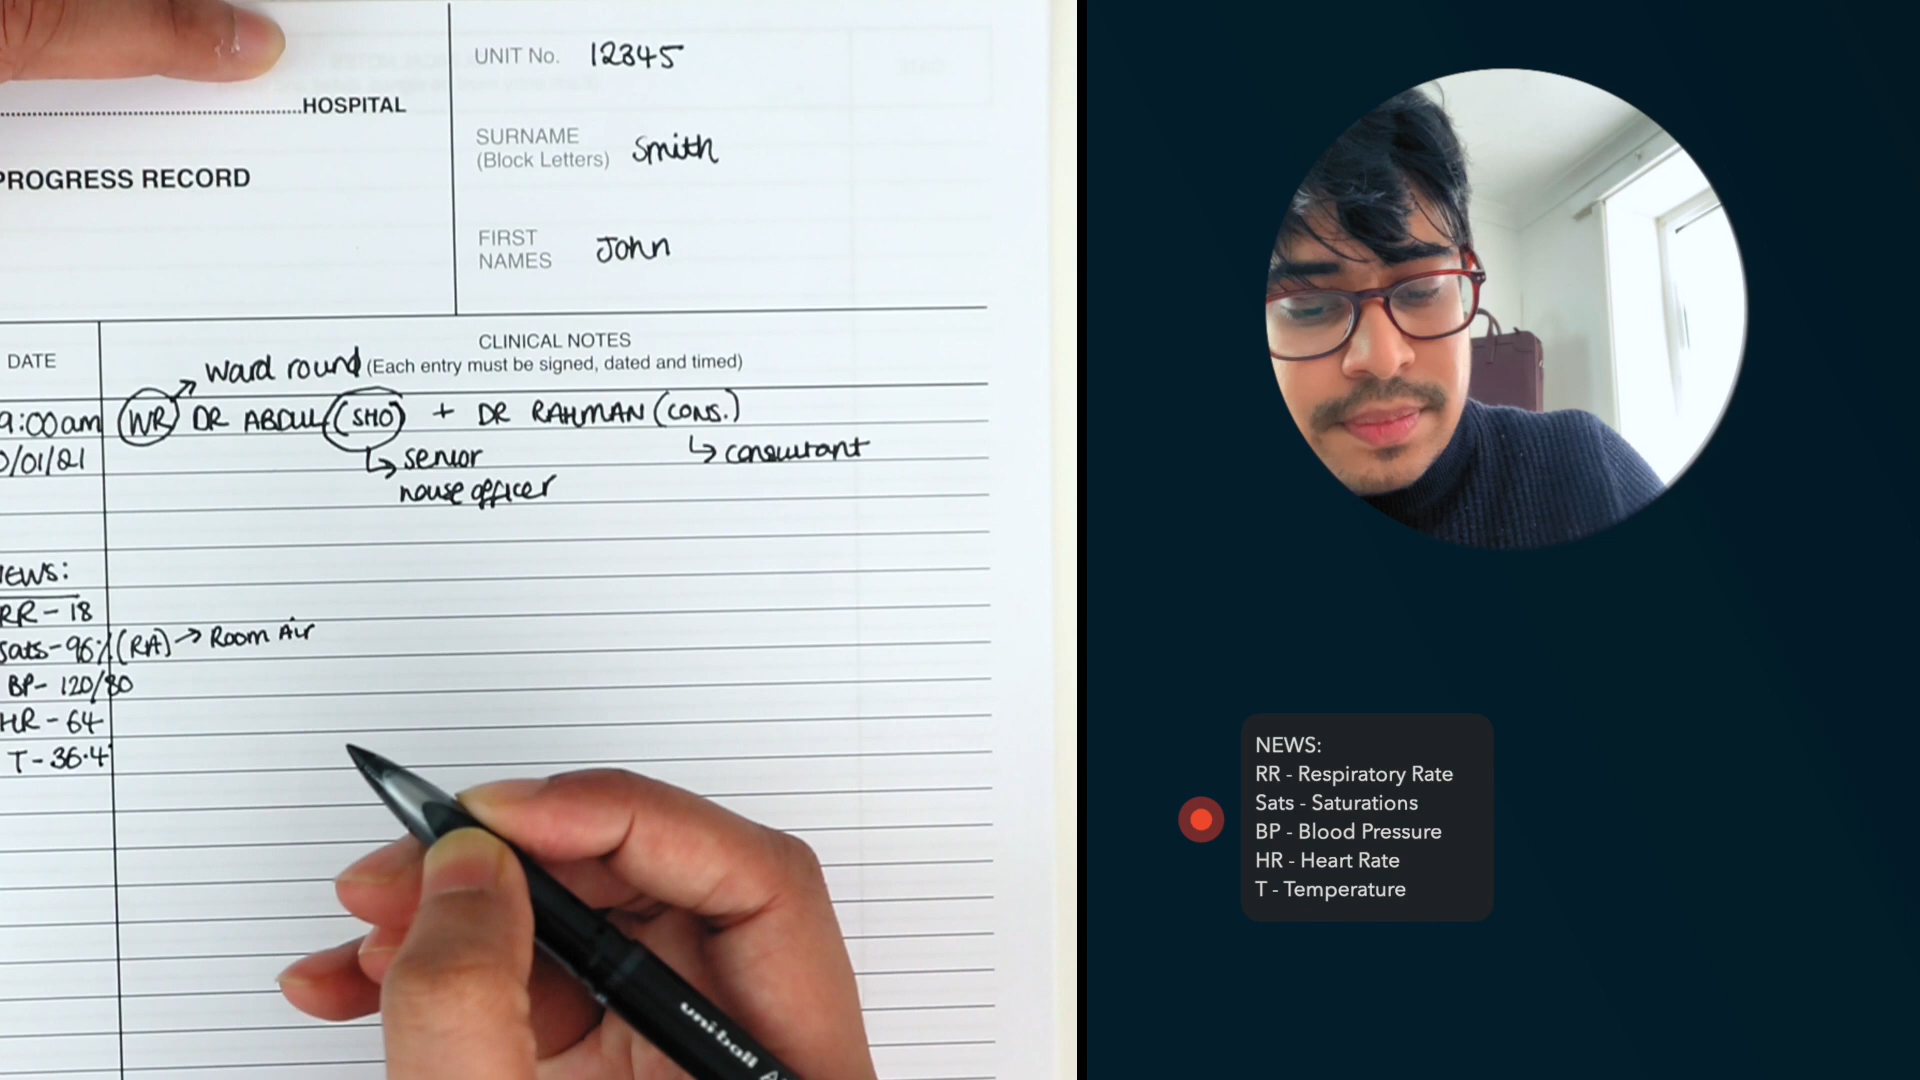 UNIT No. 12345
..........HOSPITAL
SURNAME
(Block Letters) Smith
PROGRESS RECORD
FIRST
NAMES John
CLINICAL NOTES
DATE
ward round (Each entry must be signed, dated and timed)
9:00am WR DR ABDUL (SHO) + DR RAHMAN (CONS.)
0/01/21 ↳ senior ↳ consultant
house officer
NEWS:
RR - 18
Sats - 96% (RA) → Room Air
BP - 120/80
HR - 64
T - 36.4
uni-ball
NEWS:
RR - Respiratory Rate
Sats - Saturations
BP - Blood Pressure
HR - Heart Rate
T - Temperature